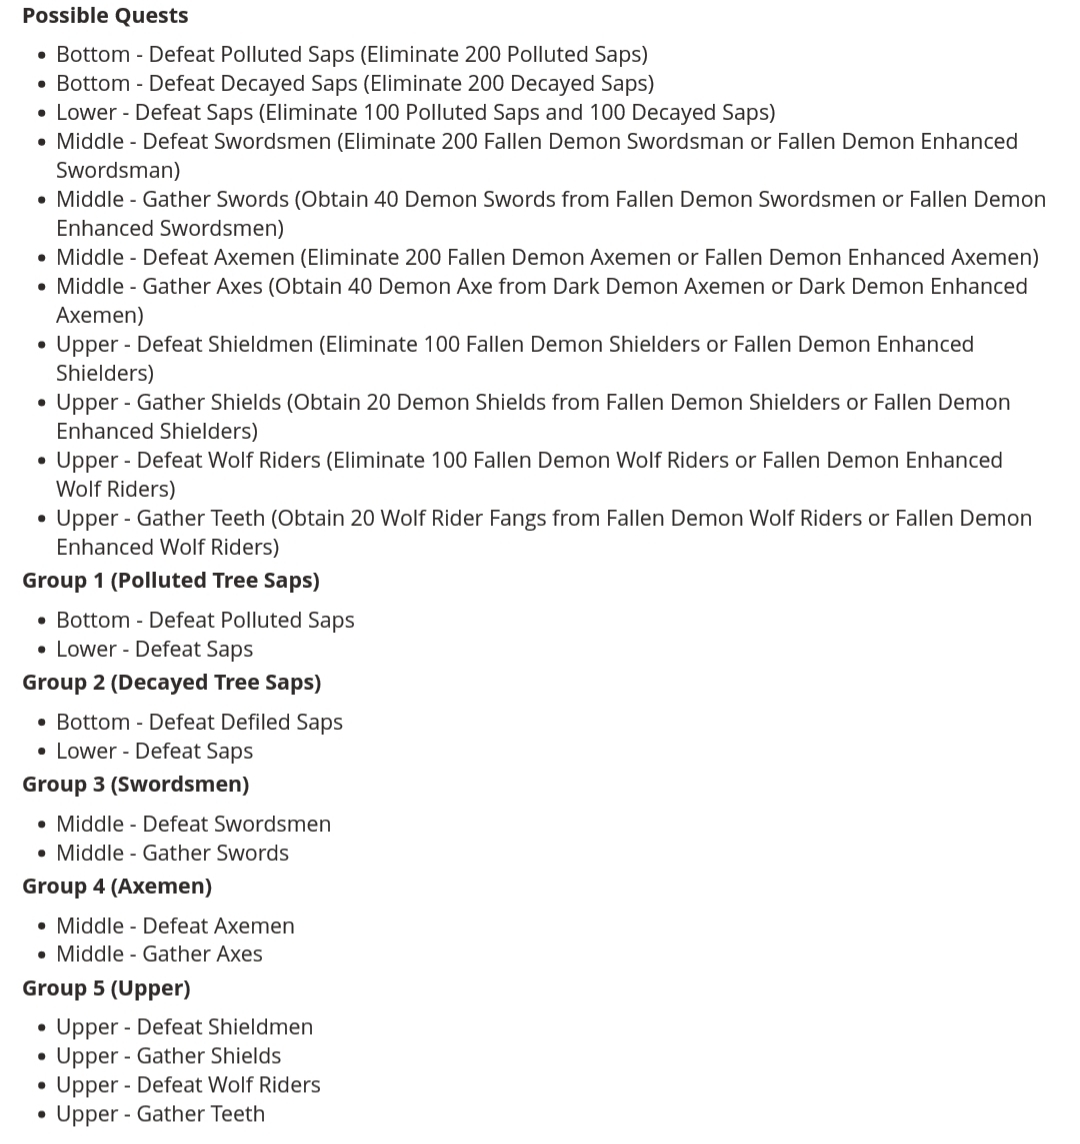 Possible Quests
• Bottom - Defeat Polluted Saps (Eliminate 200 Polluted Saps)
• Bottom - Defeat Decayed Saps (Eliminate 200 Decayed Saps)
• Lower - Defeat Saps (Eliminate 100 Polluted Saps and 100 Decayed Saps)
• Middle - Defeat Swordsmen (Eliminate 200 Fallen Demon Swordsman or Fallen Demon Enhanced
Swordsman)
• Middle - Gather Swords (Obtain 40 Demon Swords from Fallen Demon Swordsmen or Fallen Demon
Enhanced Swordsmen)
• Middle - Defeat Axemen (Eliminate 200 Fallen Demon Axemen or Fallen Demon Enhanced Axemen)
• Middle - Gather Axes (Obtain 40 Demon Axe from Dark Demon Axemen or Dark Demon Enhanced
Axemen)
• Upper - Defeat Shieldmen (Eliminate 100 Fallen Demon Shielders or Fallen Demon Enhanced
Shielders)
• Upper - Gather Shields (Obtain 20 Demon Shields from Fallen Demon Shielders or Fallen Demon
Enhanced Shielders)
• Upper - Defeat Wolf Riders (Eliminate 100 Fallen Demon Wolf Riders or Fallen Demon Enhanced
Wolf Riders)
• Upper - Gather Teeth (Obtain 20 Wolf Rider Fangs from Fallen Demon Wolf Riders or Fallen Demon
Enhanced Wolf Riders)
Group 1 (Polluted Tree Saps)
• Bottom - Defeat Polluted Saps
• Lower - Defeat Saps
Group 2 (Decayed Tree Saps)
• Bottom - Defeat Defiled Saps
• Lower - Defeat Saps
Group 3 (Swordsmen)
• Middle - Defeat Swordsmen
• Middle - Gather Swords
Group 4 (Axemen)
• Middle - Defeat Axemen
• Middle - Gather Axes
Group 5 (Upper)
• Upper - Defeat Shieldmen
• Upper - Gather Shields
• Upper - Defeat Wolf Riders
• Upper - Gather Teeth